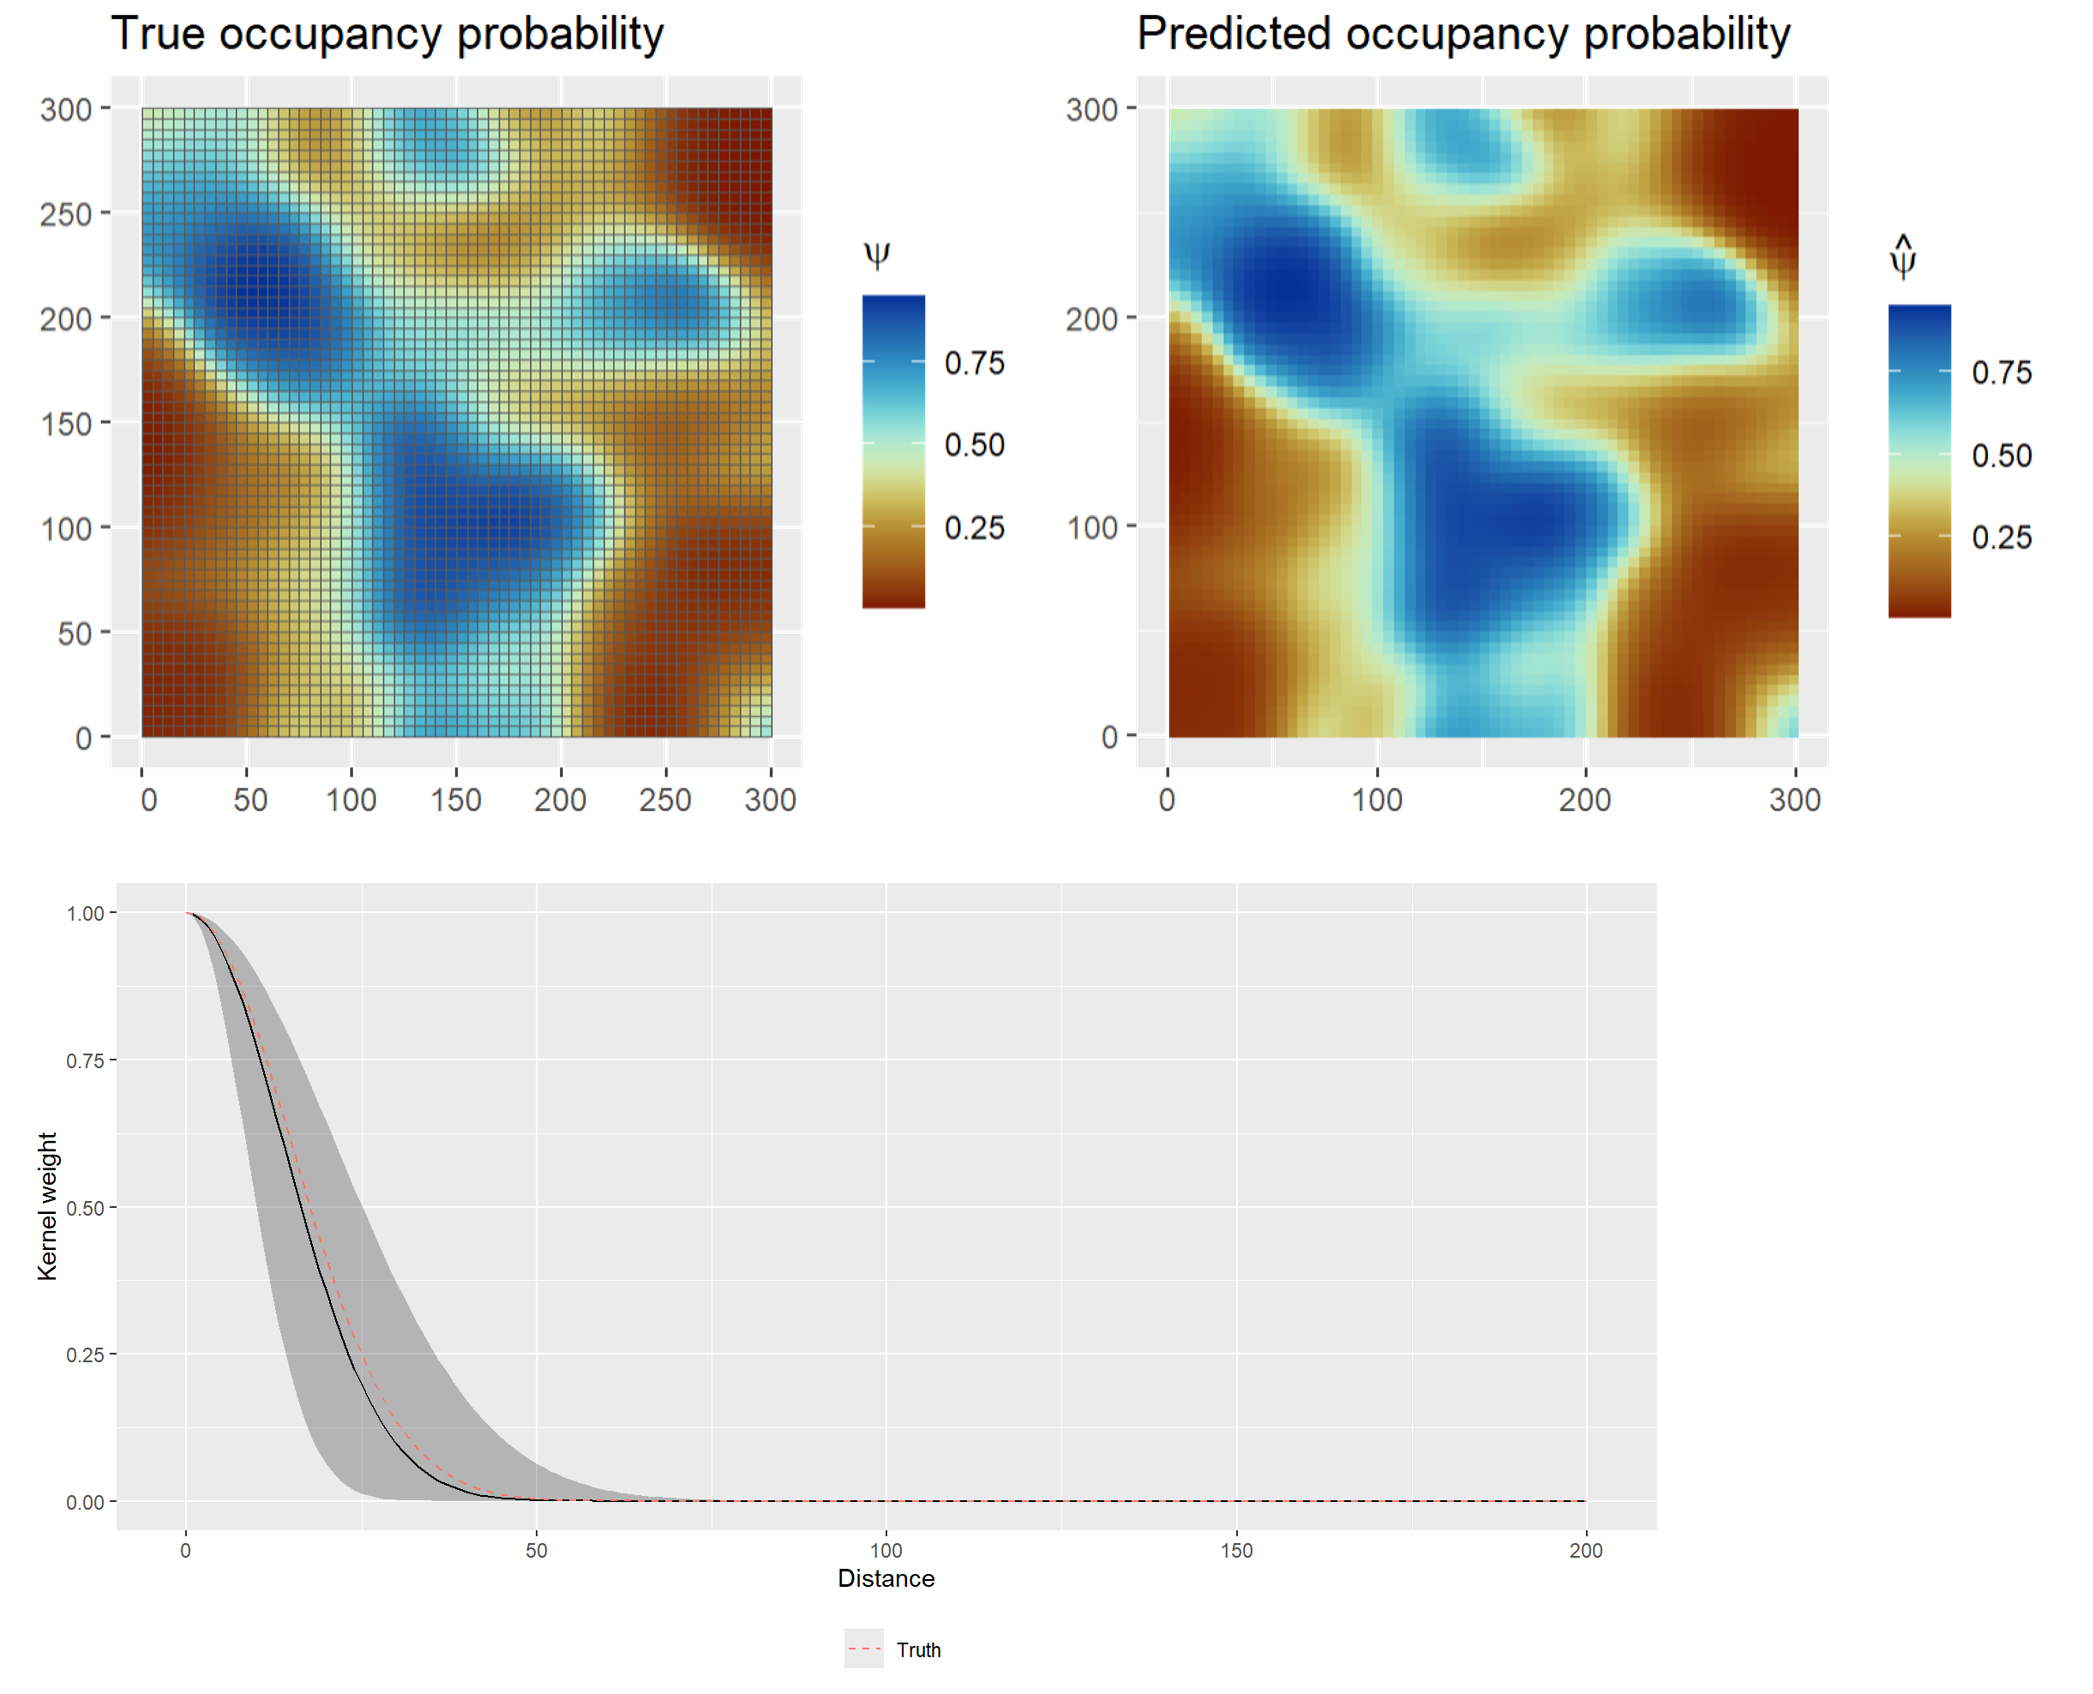 True occupancy probability
300
250
200
150
100
50
0
0 50 100 150 200 250 300
ψ
0.75
0.50
0.25
Predicted occupancy probability
300
200
100
0
0 100 200 300
ψ̂
0.75
0.50
0.25
Kernel weight
1.00
0.75
0.50
0.25
0.00
0 50 100 150 200
Distance
Truth